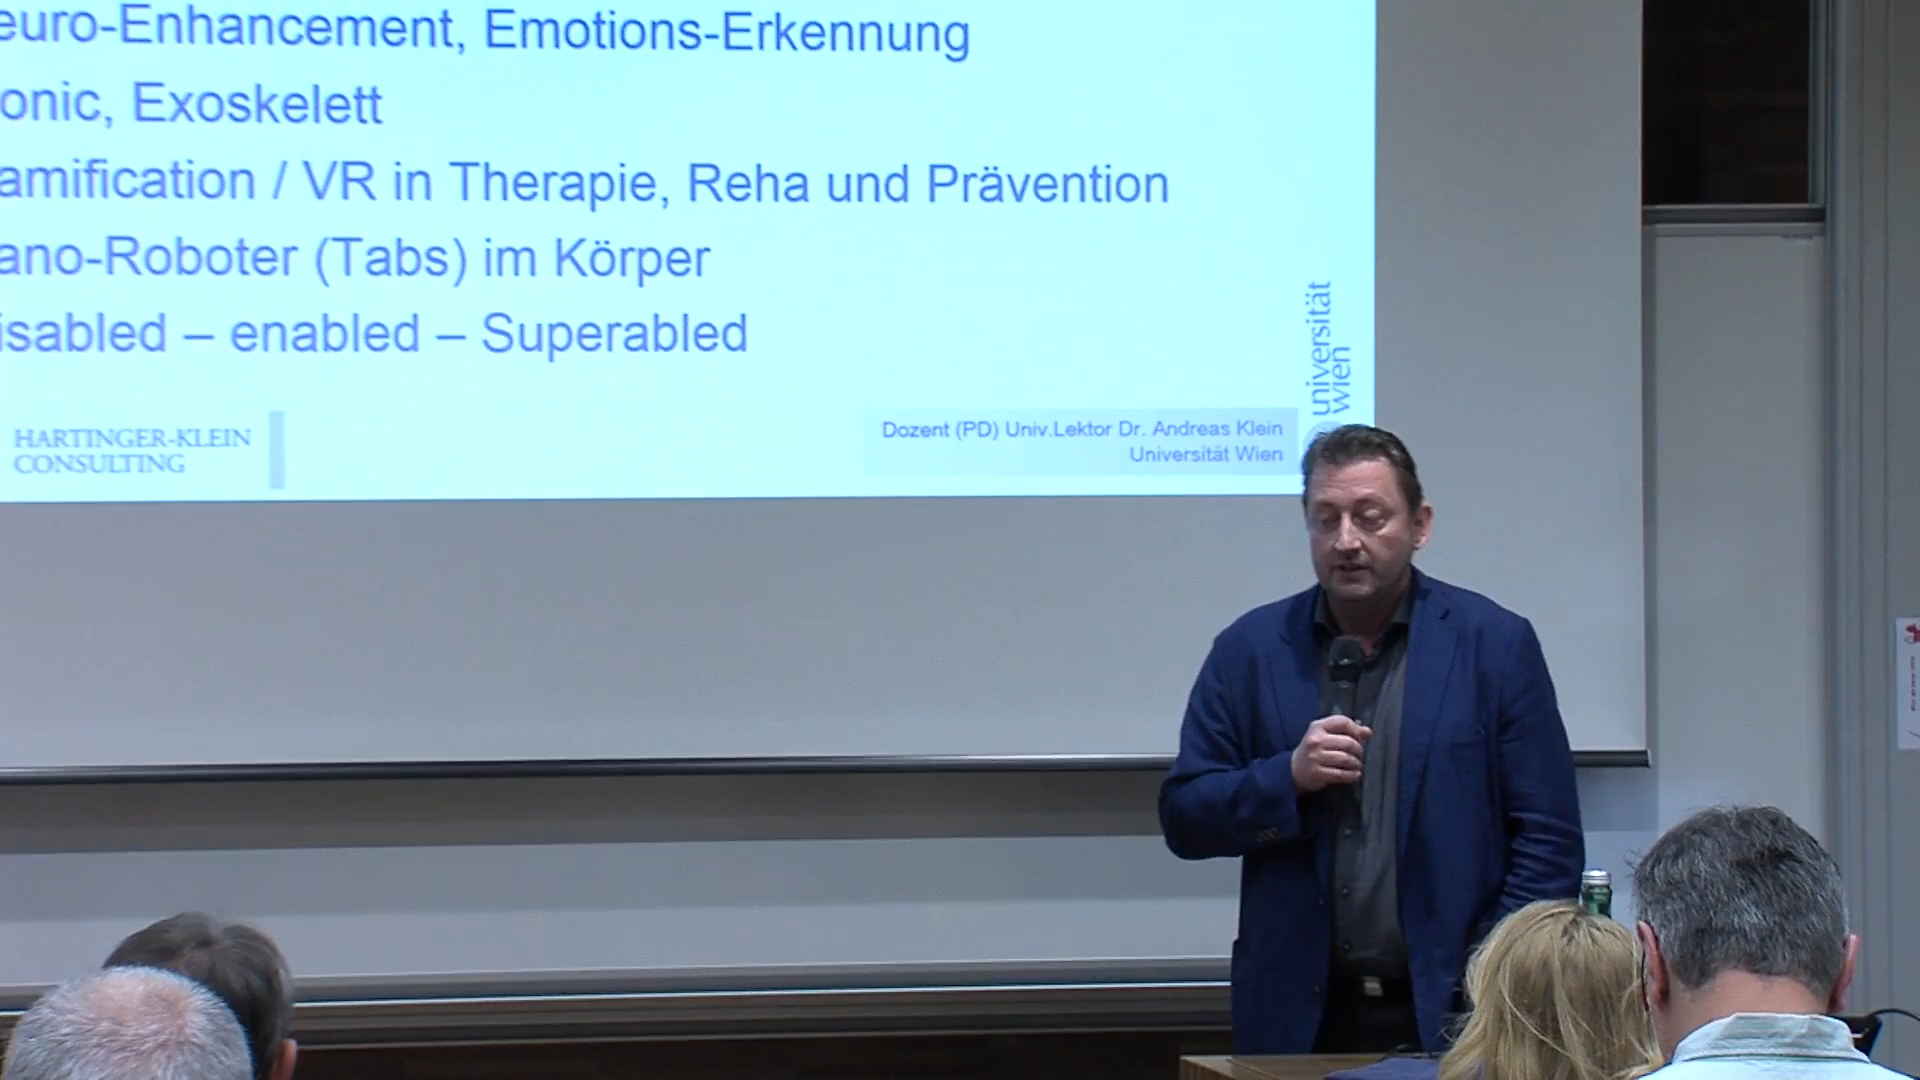 euro-Enhancement, Emotions-Erkennung
onic, Exoskelett
amification / VR in Therapie, Reha und Prävention
ano-Roboter (Tabs) im Körper
isabled – enabled – Superabled
HARTINGER-KLEIN
CONSULTING
Dozent (PD) Univ.Lektor Dr. Andreas Klein
Universität Wien
universität
wien